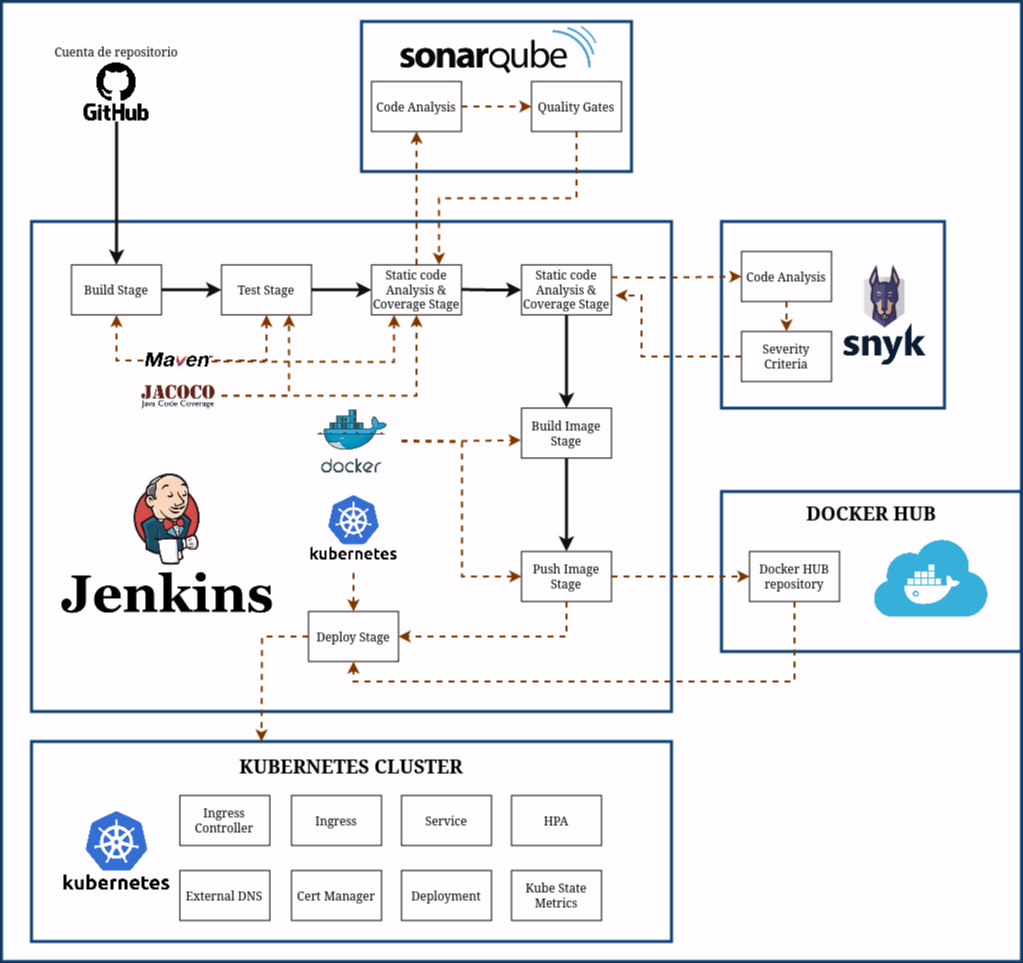 Cuenta de repositorio
GitHub
sonarqube
Code Analysis
Quality Gates
Build Stage
Test Stage
Static code
Analysis &
Coverage Stage
Static code
Analysis &
Coverage Stage
Code Analysis
Severity
Criteria
snyk
Maven
JACOCO
Java Code Coverage
docker
Build Image
Stage
kubernetes
Jenkins
Push Image
Stage
Deploy Stage
DOCKER HUB
Docker HUB
repository
KUBERNETES CLUSTER
kubernetes
Ingress
Controller
Ingress
Service
HPA
External DNS
Cert Manager
Deployment
Kube State
Metrics